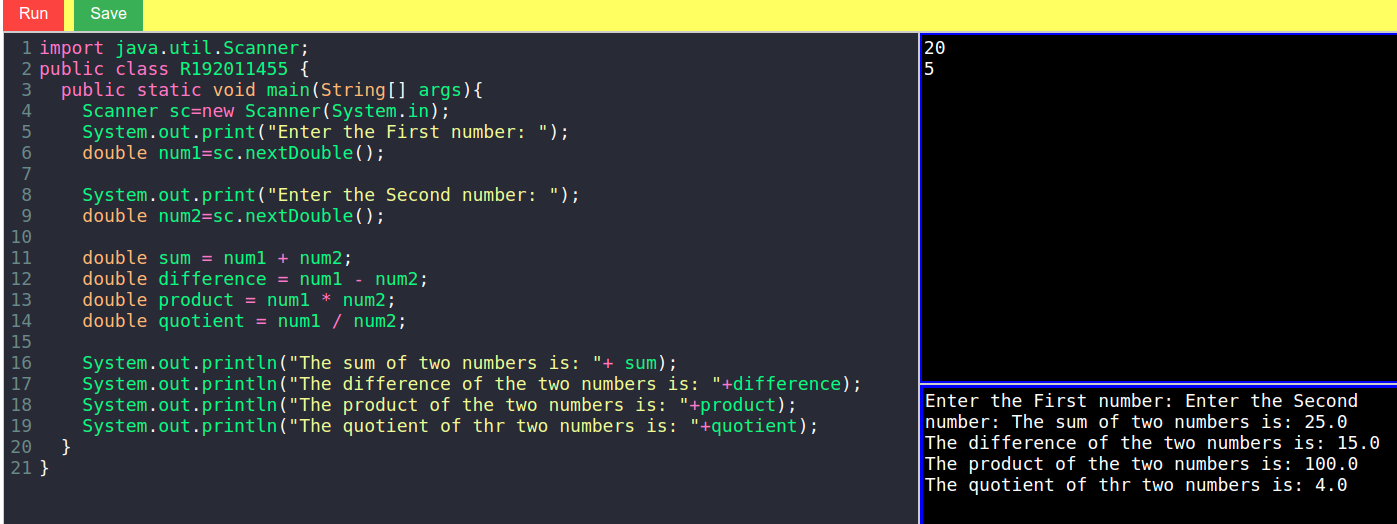 Run Save
1 import java.util.Scanner;
2 public class R192011455 {
3   public static void main(String[] args){
4     Scanner sc=new Scanner(System.in);
5     System.out.print("Enter the First number: ");
6     double num1=sc.nextDouble();
7
8     System.out.print("Enter the Second number: ");
9     double num2=sc.nextDouble();
10
11     double sum = num1 + num2;
12     double difference = num1 - num2;
13     double product = num1 * num2;
14     double quotient = num1 / num2;
15
16     System.out.println("The sum of two numbers is: "+ sum);
17     System.out.println("The difference of the two numbers is: "+difference);
18     System.out.println("The product of the two numbers is: "+product);
19     System.out.println("The quotient of thr two numbers is: "+quotient);
20   }
21 }
20
5
Enter the First number: Enter the Second
number: The sum of two numbers is: 25.0
The difference of the two numbers is: 15.0
The product of the two numbers is: 100.0
The quotient of thr two numbers is: 4.0